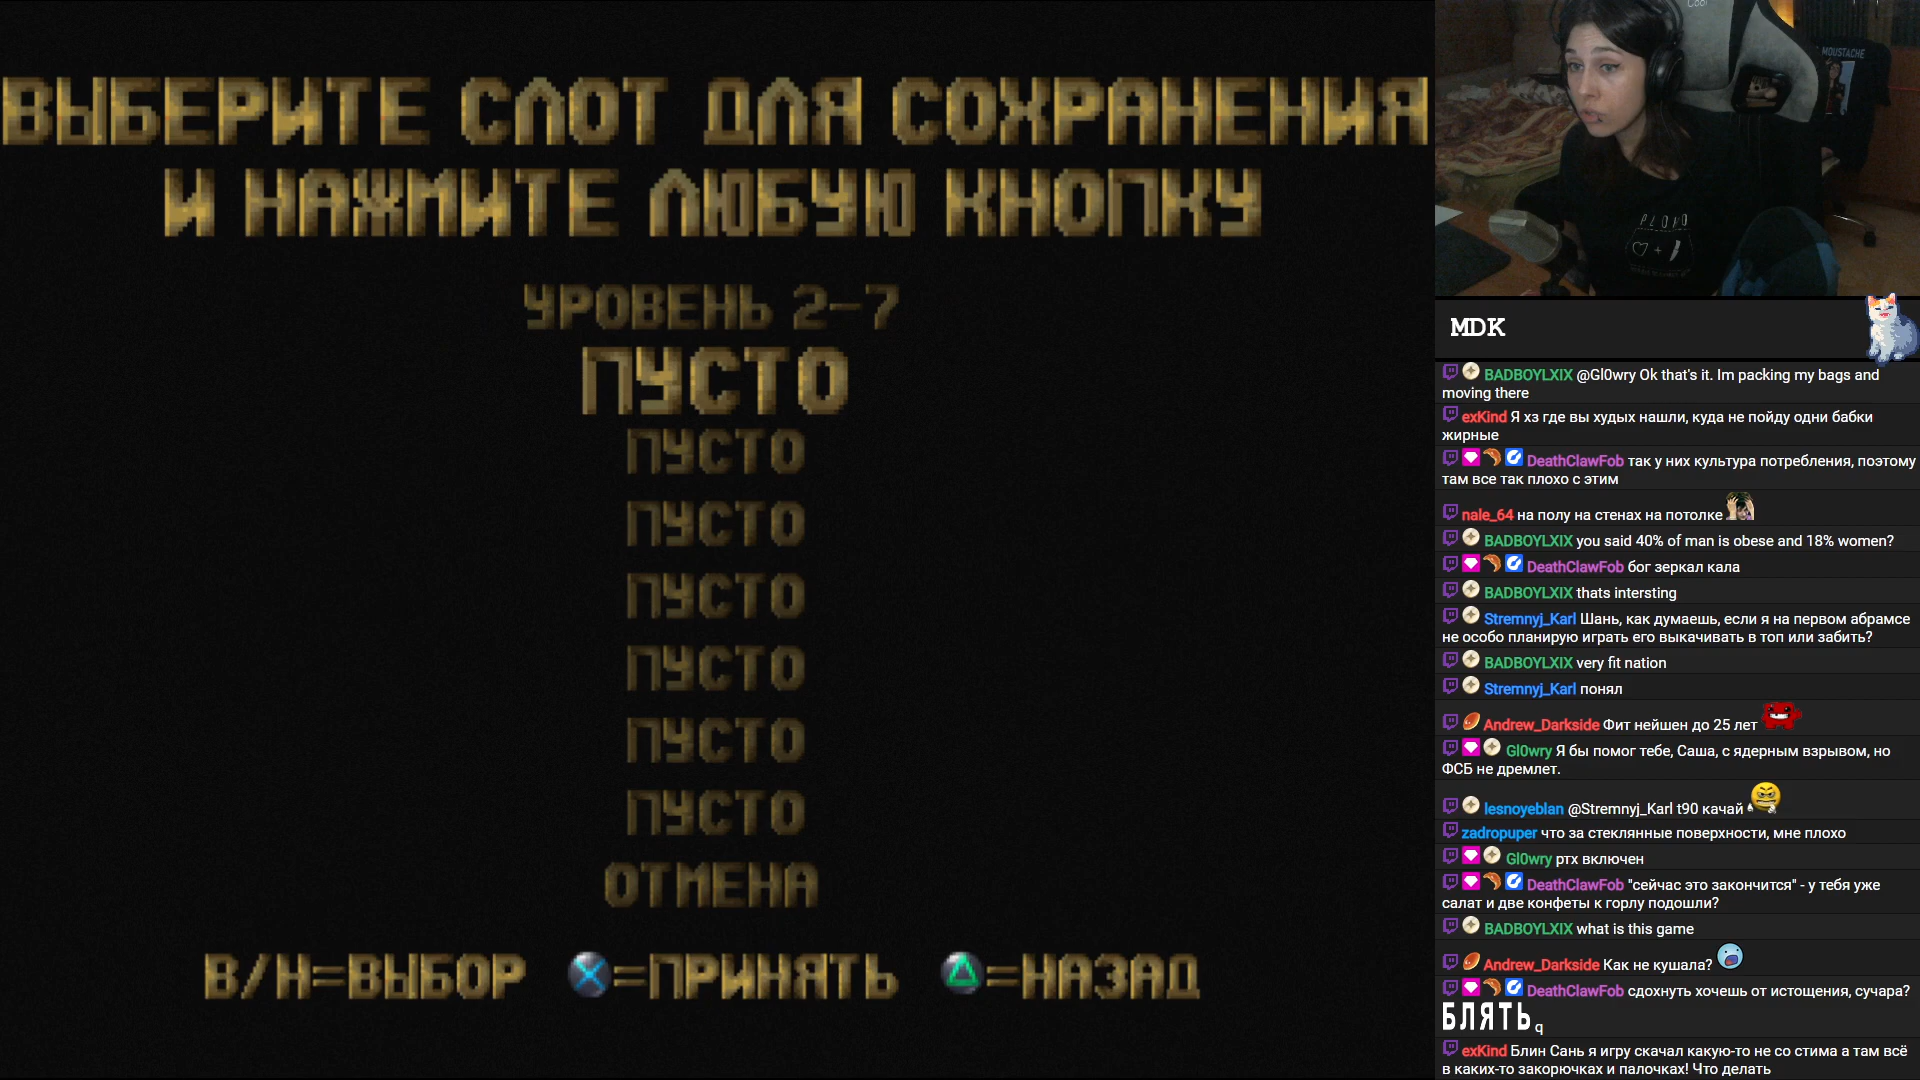 ВЫБЕРИТЕ СЛОТ ДЛЯ СОХРАНЕНИЯ
И НАЖМИТЕ ЛЮБУЮ КНОПКУ
УРОВЕНЬ 2-7
ПУСТО
ПУСТО
ПУСТО
ПУСТО
ПУСТО
ПУСТО
ПУСТО
ОТМЕНА
В/Н=ВЫБОР X=ПРИНЯТЬ △=НАЗАД
MOUSTACHE
PLOHO
MDK
BADBOYLXIX @Gl0wry Ok that's it. Im packing my bags and
moving there
exKind Я хз где вы худых нашли, куда не пойду одни бабки
жирные
DeathClawFob так у них культура потребления, поэтому
там все так плохо с этим
nale_64 на полу на стенах на потолке
BADBOYLXIX you said 40% of man is obese and 18% women?
DeathClawFob бог зеркал кала
BADBOYLXIX thats intersting
Stremnyj_Karl Шань, как думаешь, если я на первом абрамсе
не особо планирую играть его выкачивать в топ или забить?
BADBOYLXIX very fit nation
Stremnyj_Karl понял
Andrew_Darkside Фит нейшен до 25 лет
Gl0wry Я бы помог тебе, Саша, с ядерным взрывом, но
ФСБ не дремлет.
lesnoyeblan @Stremnyj_Karl t90 качай
zadropuper что за стеклянные поверхности, мне плохо
Gl0wry ртх включен
DeathClawFob "сейчас это закончится" - у тебя уже
салат и две конфеты к горлу подошли?
BADBOYLXIX what is this game
Andrew_Darkside Как не кушала?
DeathClawFob сдохнуть хочешь от истощения, сучара?
БЛЯТЬ q
exKind Блин Сань я игру скачал какую-то не со стима а там всё
в каких-то закорючках и палочках! Что делать